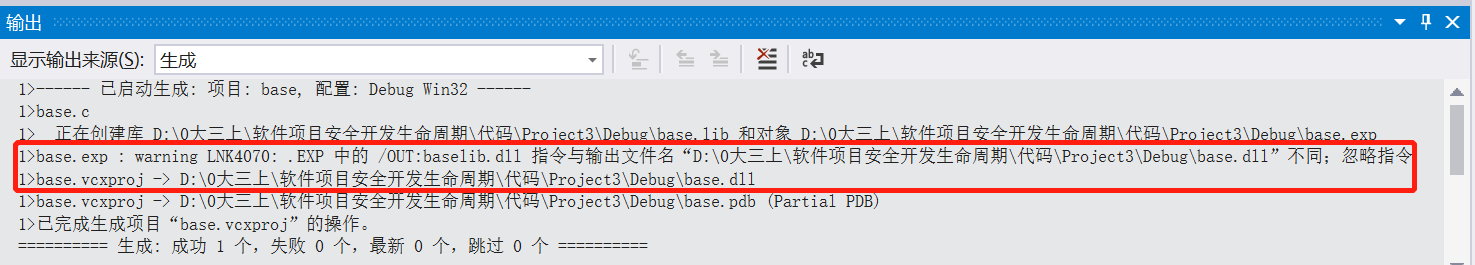 输出
显示输出来源(S): 生成
1>------ 已启动生成: 项目: base, 配置: Debug Win32 ------
1>base.c
1>  正在创建库 D:\0大三上\软件项目安全开发生命周期\代码\Project3\Debug\base.lib 和对象 D:\0大三上\软件项目安全开发生命周期\代码\Project3\Debug\base.exp
1>base.exp : warning LNK4070: .EXP 中的 /OUT:baselib.dll 指令与输出文件名“D:\0大三上\软件项目安全开发生命周期\代码\Project3\Debug\base.dll”不同；忽略指令
1>base.vcxproj -> D:\0大三上\软件项目安全开发生命周期\代码\Project3\Debug\base.dll
1>base.vcxproj -> D:\0大三上\软件项目安全开发生命周期\代码\Project3\Debug\base.pdb (Partial PDB)
1>已完成生成项目“base.vcxproj”的操作。
========== 生成: 成功 1 个，失败 0 个，最新 0 个，跳过 0 个 ==========